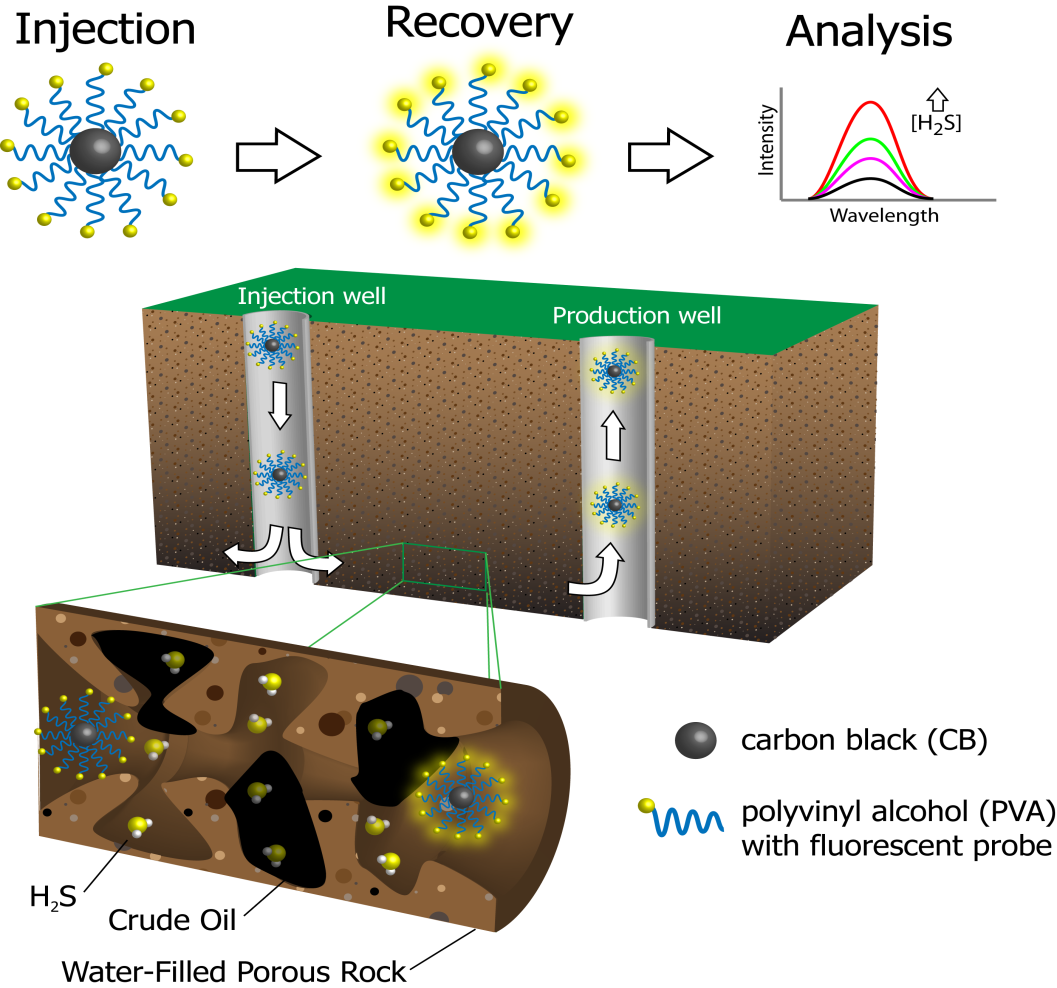 Injection
Recovery
Analysis
Intensity
[H₂S]
Wavelength
Injection well
Production well
carbon black (CB)
polyvinyl alcohol (PVA)
with fluorescent probe
H₂S
Crude Oil
Water-Filled Porous Rock